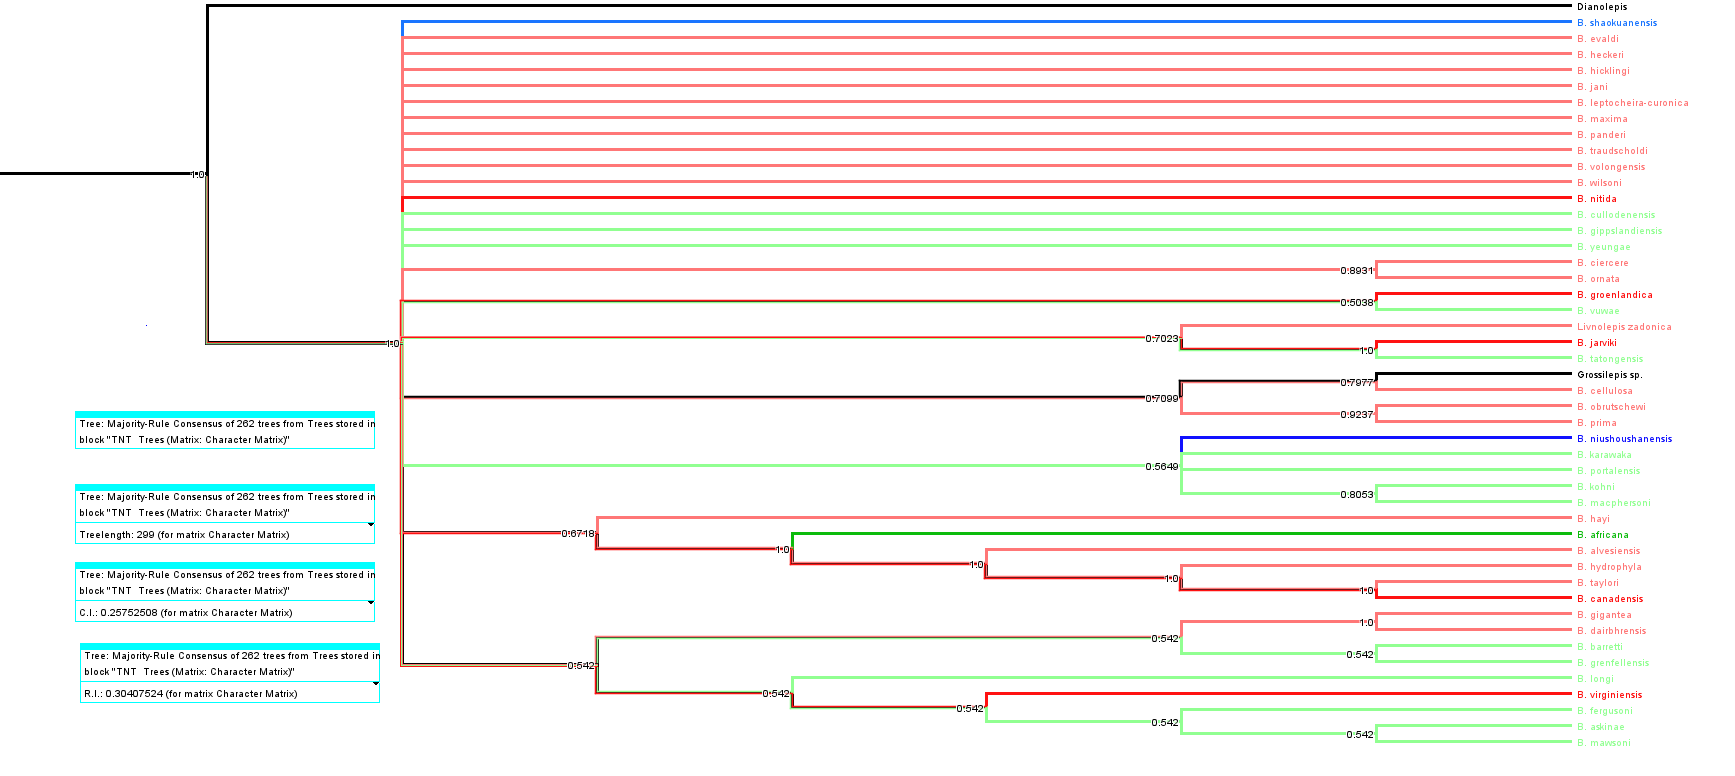 Dianolepis
B. shaokuanensis
B. evaldi
B. heckeri
B. hicklingi
B. jani
B. leptocheira-curonica
B. maxima
B. panderi
B. traudscholdi
B. volongensis
1.0
B. wilsoni
B. nitida
B. cullodenensis
B. gippslandiensis
B. yeungae
B. ciercere
0.8931
B. ornata
B. groenlandica
0.5038
B. vuwae
Livnolepis zadonica
0.7023
1.0
B. jarviki
1.0
B. tatongensis
Grossilepis sp.
0.7977
B. cellulosa
0.7099
B. obrutschewi
0.9237
B. prima
Tree: Majority-Rule Consensus of 262 trees from Trees stored in
block "TNT Trees (Matrix: Character Matrix)"
B. niushoushanensis
B. karawaka
0.5649
B. portalensis
B. kohni
0.8053
B. macphersoni
Tree: Majority-Rule Consensus of 262 trees from Trees stored in
block "TNT Trees (Matrix: Character Matrix)"
Treelength: 299 (for matrix Character Matrix)
B. hayi
0.6718
B. africana
1.0
B. alvesiensis
1.0
B. hydrophyla
1.0
B. taylori
1.0
B. canadensis
Tree: Majority-Rule Consensus of 262 trees from Trees stored in
block "TNT Trees (Matrix: Character Matrix)"
C.I.: 0.25752508 (for matrix Character Matrix)
B. gigantea
1.0
B. dairbhrensis
0.542
B. barretti
0.542
B. grenfellensis
0.542
Tree: Majority-Rule Consensus of 262 trees from Trees stored in
block "TNT Trees (Matrix: Character Matrix)"
R.I.: 0.30407524 (for matrix Character Matrix)
B. longi
0.542
B. virginiensis
0.542
B. fergusoni
0.542
B. askinae
0.542
B. mawsoni